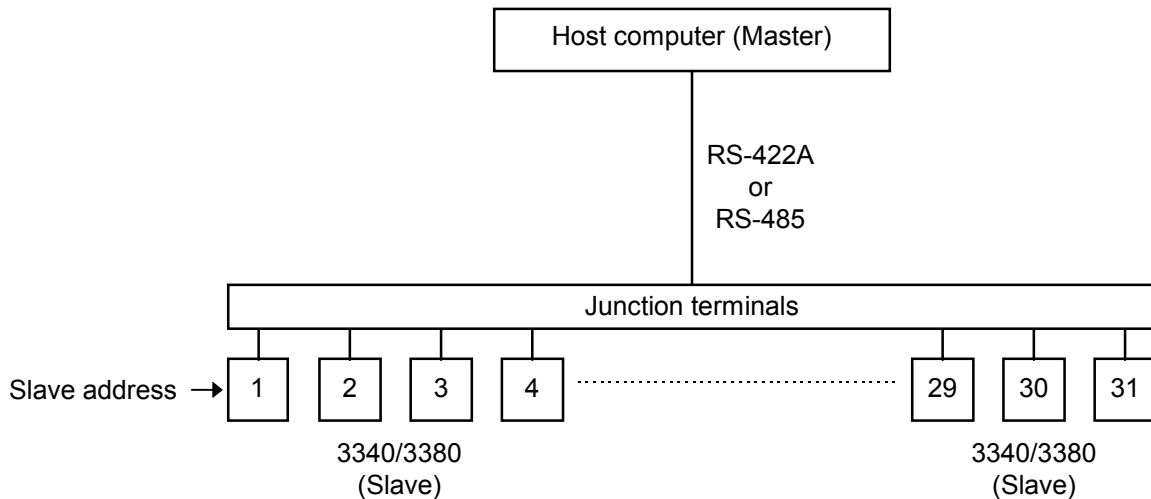 Host computer (Master)
RS-422A
or
RS-485
Junction terminals
Slave address
1 2 3 4 29 30 31
3340/3380
(Slave)
3340/3380
(Slave)